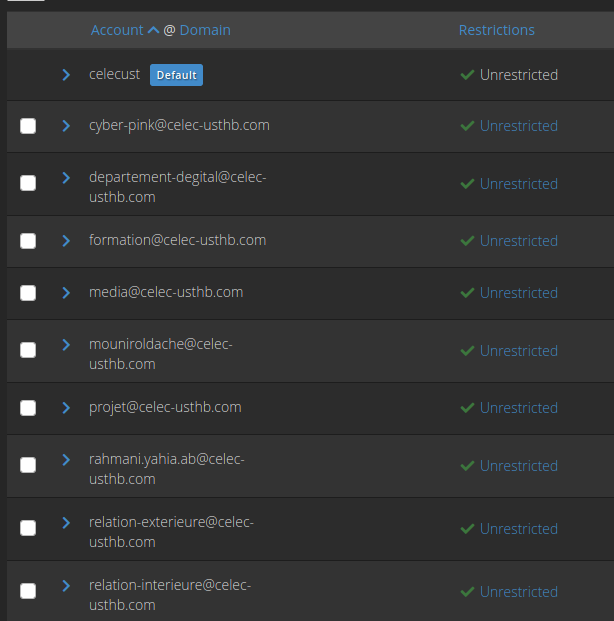 Account @ Domain Restrictions
celecust Default Unrestricted
cyber-pink@celec-usthb.com Unrestricted
departement-degital@celec-
usthb.com
Unrestricted
formation@celec-usthb.com Unrestricted
media@celec-usthb.com Unrestricted
mouniroldache@celec-
usthb.com
Unrestricted
projet@celec-usthb.com Unrestricted
rahmani.yahia.ab@celec-
usthb.com
Unrestricted
relation-exterieure@celec-
usthb.com
Unrestricted
relation-interieure@celec-
usthb.com
Unrestricted